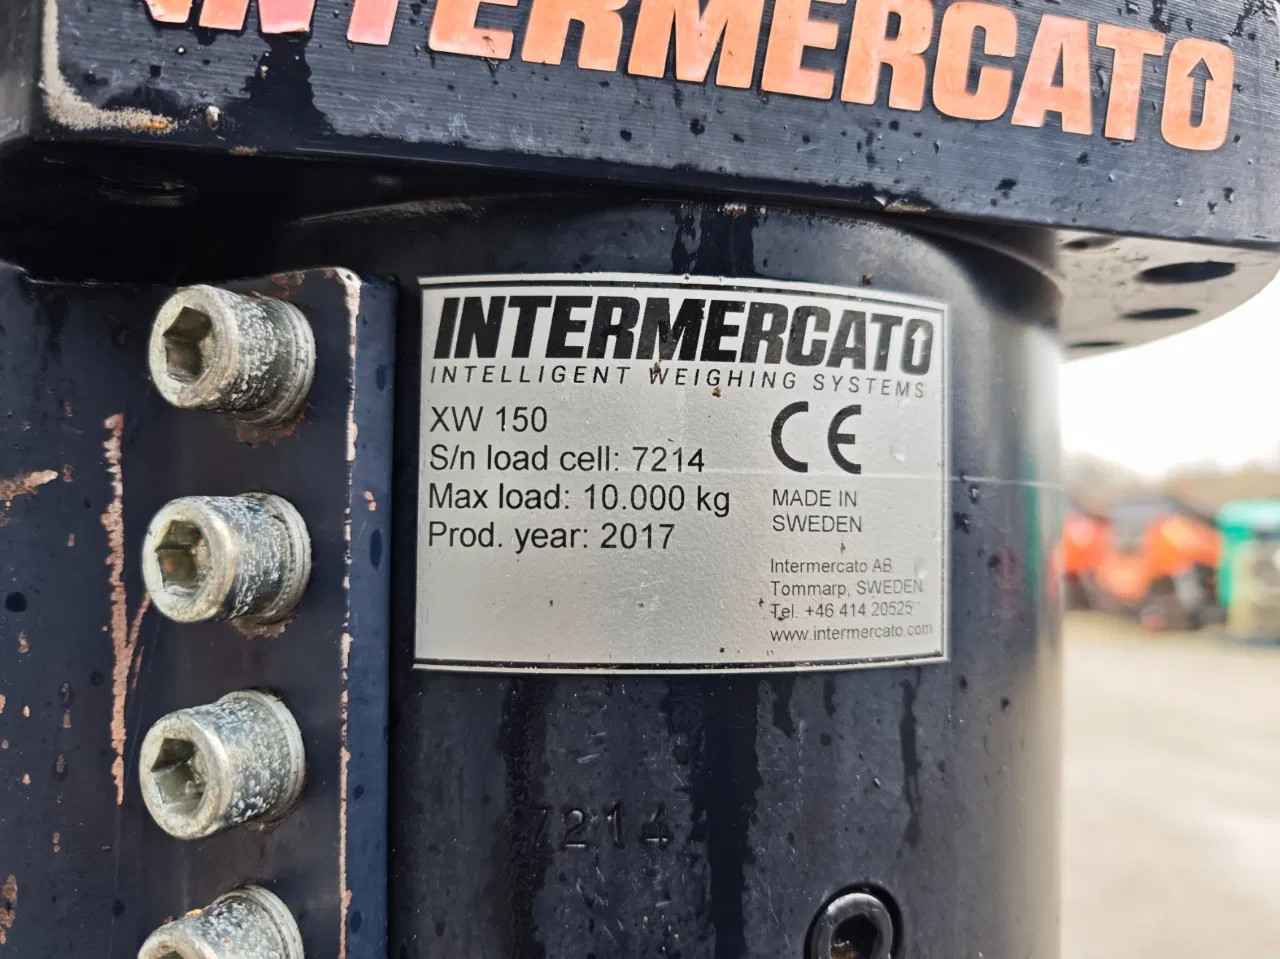 INTERMERCATO
INTERMERCATO
INTELLIGENT WEIGHING SYSTEMS
XW 150
S/n load cell: 7214
Max load: 10.000 kg
Prod. year: 2017
CE
MADE IN
SWEDEN
Intermercato AB
Tommarp, SWEDEN
Tel. +46 414 20525
www.intermercato.com
7214